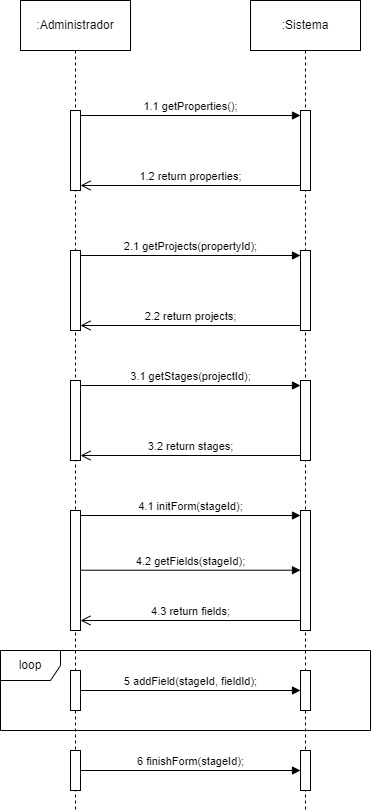 :Administrador
:Sistema
1.1 getProperties();
1.2 return properties;
2.1 getProjects(propertyId);
2.2 return projects;
3.1 getStages(projectId);
3.2 return stages;
4.1 initForm(stageId);
4.2 getFields(stageId);
4.3 return fields;
loop
5 addField(stageId, fieldId);
6 finishForm(stageId);